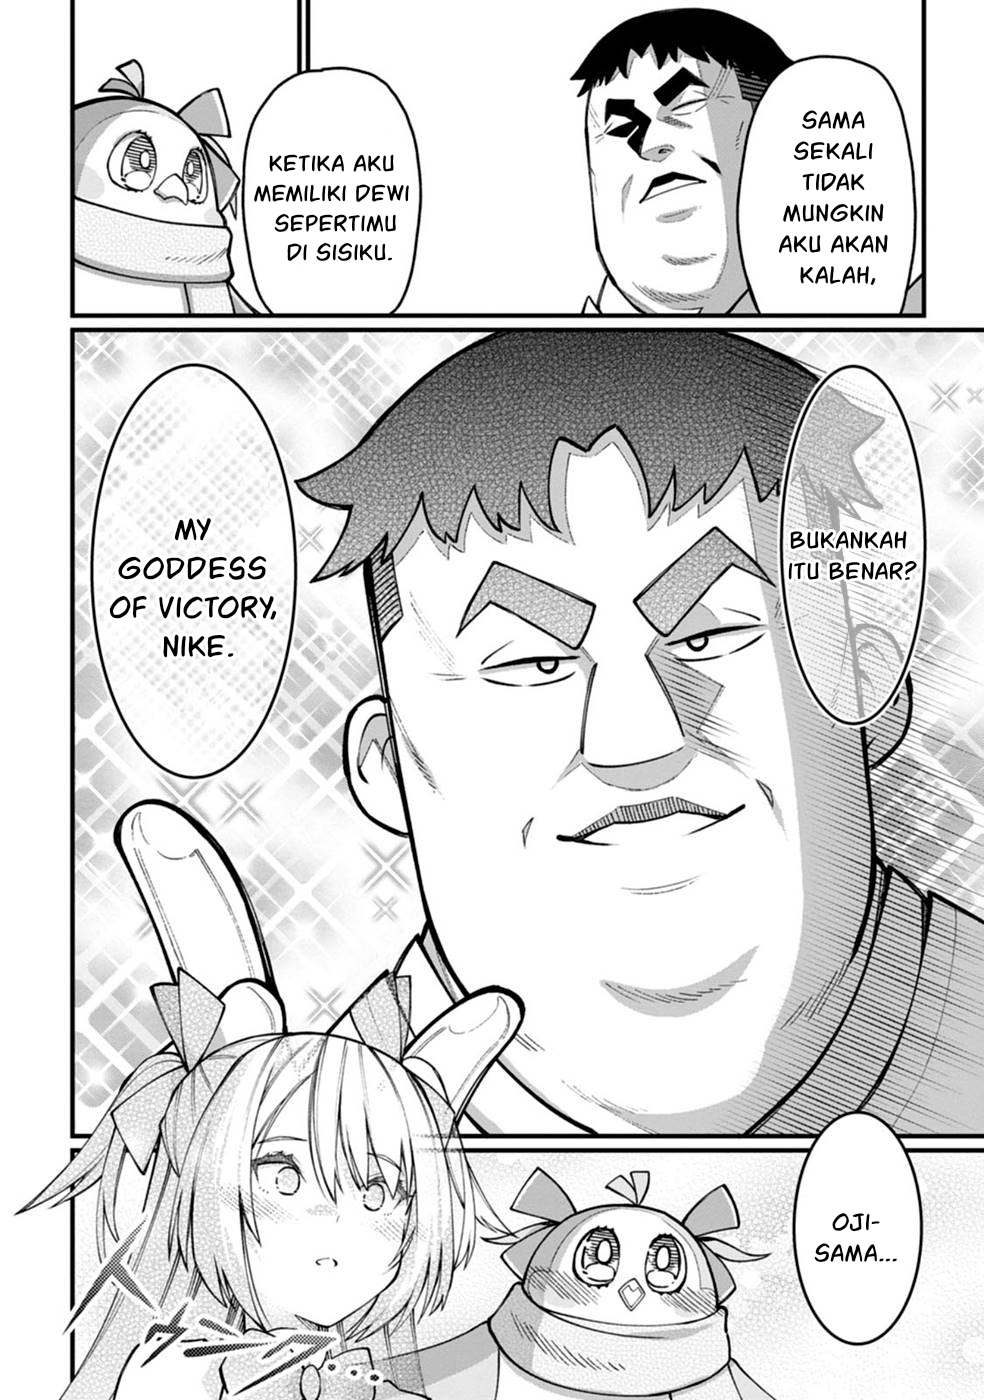 SAMA
SEKALI
TIDAK
MUNGKIN
AKU AKAN
KALAH,
KETIKA AKU
MEMILIKI DEWI
SEPERTIMU
DI SISIKU.
BUKANKAH
ITU BENAR?
MY
GODDESS
OF VICTORY,
NIKE.
OJI-
SAMA...